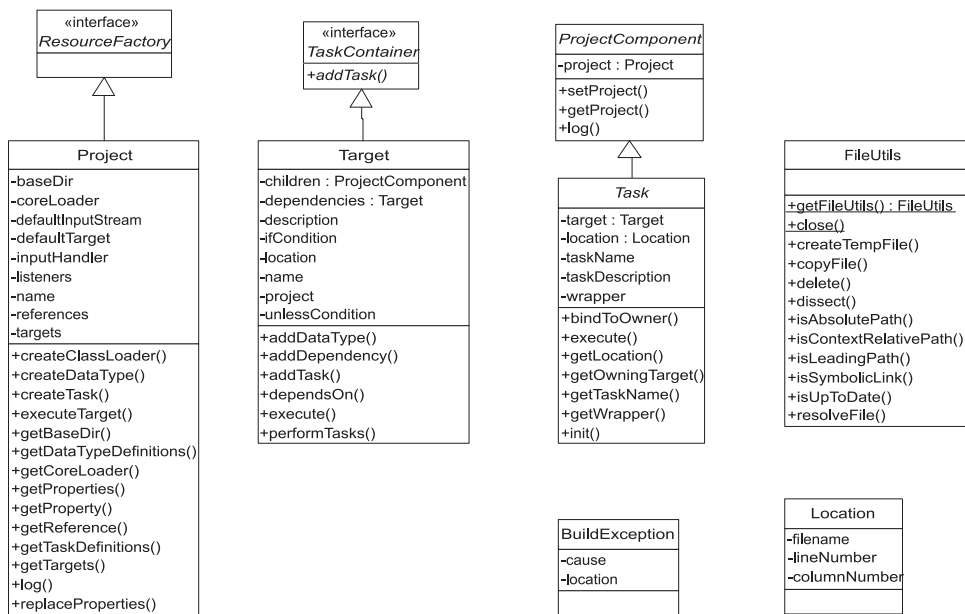 «interface»
ResourceFactory
Project
-baseDir
-coreLoader
-defaultInputStream
-defaultTarget
-inputHandler
-listeners
-name
-references
-targets
+createClassLoader()
+createDataType()
+createTask()
+executeTarget()
+getBaseDir()
+getDataTypeDefinitions()
+getCoreLoader()
+getProperties()
+getProperty()
+getReference()
+getTaskDefinitions()
+getTargets()
+log()
+replaceProperties()
«interface»
TaskContainer
+addTask()
Target
-children : ProjectComponent
-dependencies : Target
-description
-ifCondition
-location
-name
-project
-unlessCondition
+addDataType()
+addDependency()
+addTask()
+dependsOn()
+execute()
+performTasks()
ProjectComponent
-project : Project
+setProject()
+getProject()
+log()
Task
-target : Target
-location : Location
-taskName
-taskDescription
-wrapper
+bindToOwner()
+execute()
+getLocation()
+getOwningTarget()
+getTaskName()
+getWrapper()
+init()
BuildException
-cause
-location
FileUtils
+getFileUtils() : FileUtils
+close()
+createTempFile()
+copyFile()
+delete()
+dissect()
+isAbsolutePath()
+isContextRelativePath()
+isLeadingPath()
+isSymbolicLink()
+isUpToDate()
+resolveFile()
Location
-filename
-lineNumber
-columnNumber